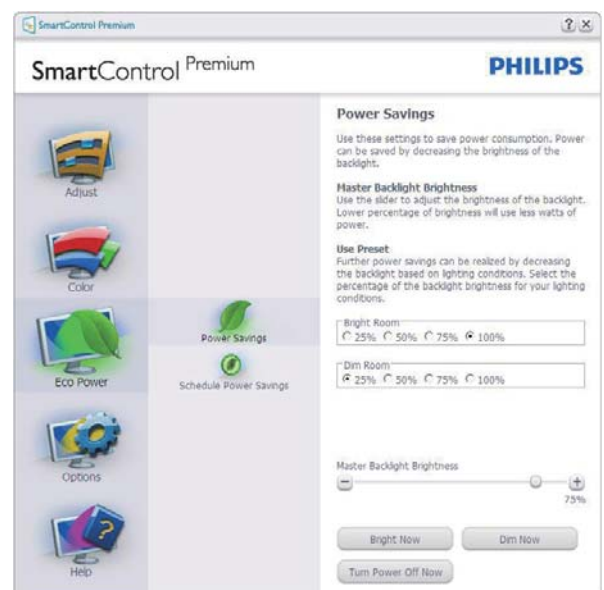 SmartControl Premium
SmartControl Premium
PHILIPS
Adjust
Color
Eco Power
Options
Help
Power Savings
Schedule Power Savings
Power Savings
Use these settings to save power consumption. Power
can be saved by decreasing the brightness of the
backlight.
Master Backlight Brightness
Use the slider to adjust the brightness of the backlight.
Lower percentage of brightness will use less watts of
power.
Use Preset
Further power savings can be realized by decreasing
the backlight based on lighting conditions. Select the
percentage of the backlight brightness for your lighting
conditions.
Bright Room
25% 50% 75% 100%
Dim Room
25% 50% 75% 100%
Master Backlight Brightness
75%
Bright Now Dim Now
Turn Power Off Now